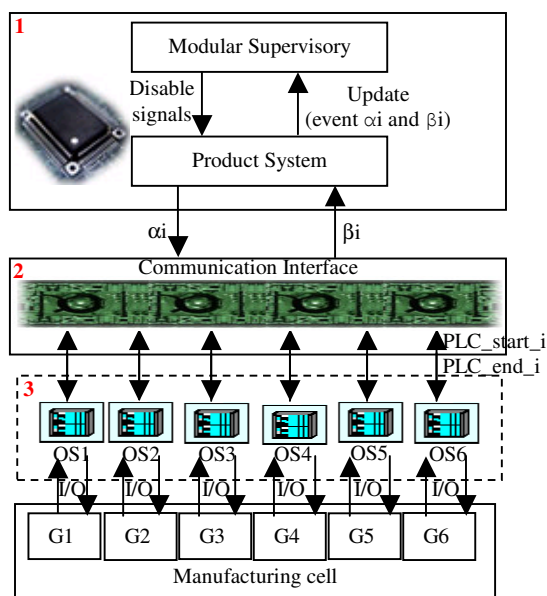 1
Modular Supervisory
Disable
signals
Update
(event αi and βi)
Product System
αi
βi
2
Communication Interface
PLC_start_i
PLC_end_i
3
OS1 OS2 OS3 OS4 OS5 OS6
I/O I/O I/O I/O I/O I/O
G1 G2 G3 G4 G5 G6
Manufacturing cell